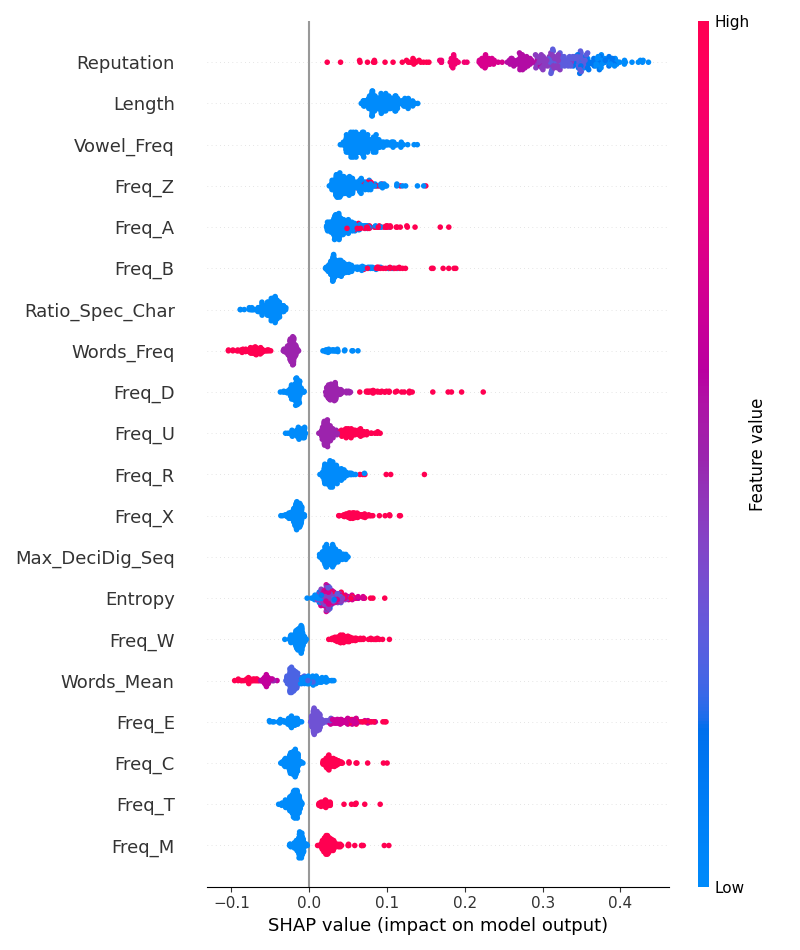 High
Reputation
Length
Vowel_Freq
Freq_Z
Freq_A
Freq_B
Ratio_Spec_Char
Words_Freq
Freq_D
Freq_U
Freq_R
Freq_X
Max_DeciDig_Seq
Entropy
Freq_W
Words_Mean
Freq_E
Freq_C
Freq_T
Freq_M
Feature value
Low
−0.1 0.0 0.1 0.2 0.3 0.4
SHAP value (impact on model output)